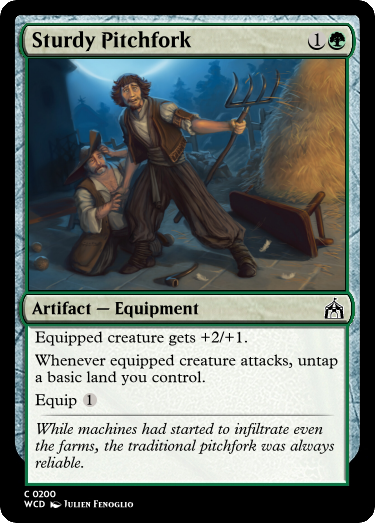 Sturdy Pitchfork 1
Artifact — Equipment
Equipped creature gets +2/+1.
Whenever equipped creature attacks, untap
a basic land you control.
Equip 1
While machines had started to infiltrate even
the farms, the traditional pitchfork was always
reliable.
C 0200
WCD Julien Fenoglio